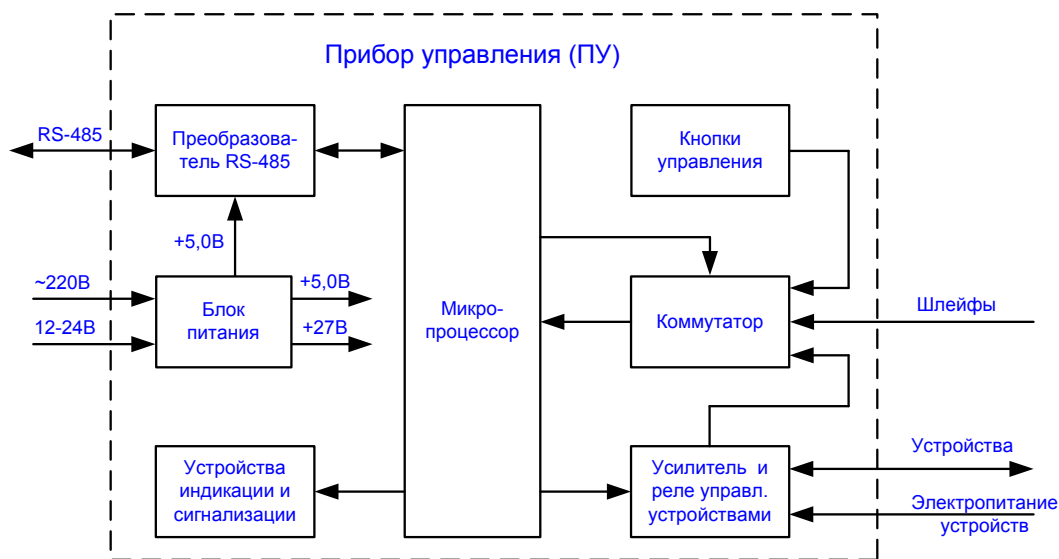 Прибор управления (ПУ)
RS-485
Преобразова-
тель RS-485
Кнопки
управления
+5,0В
~220В
12-24В
Блок
питания
+5,0В
+27В
Микро-
процессор
Коммутатор
Шлейфы
Устройства
индикации и
сигнализации
Усилитель и
реле управл.
устройствами
Устройства
Электропитание
устройств